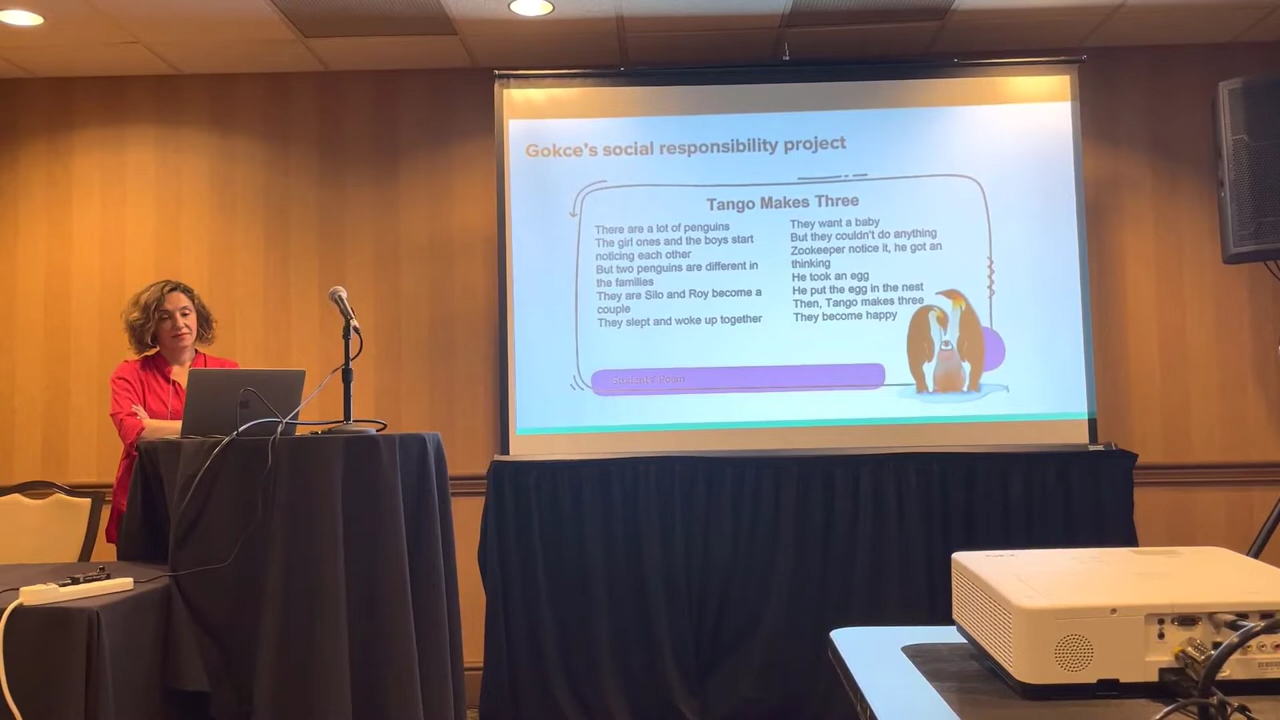 Gokce's social responsibility project
Tango Makes Three
There are a lot of penguins
The girl ones and the boys start
noticing each other
But two penguins are different in
the families
They are Silo and Roy become a
couple
They slept and woke up together
They want a baby
But they couldn't do anything
Zookeeper notice it, he got an
thinking
He took an egg
He put the egg in the nest
Then, Tango makes three
They become happy
Student's Poem